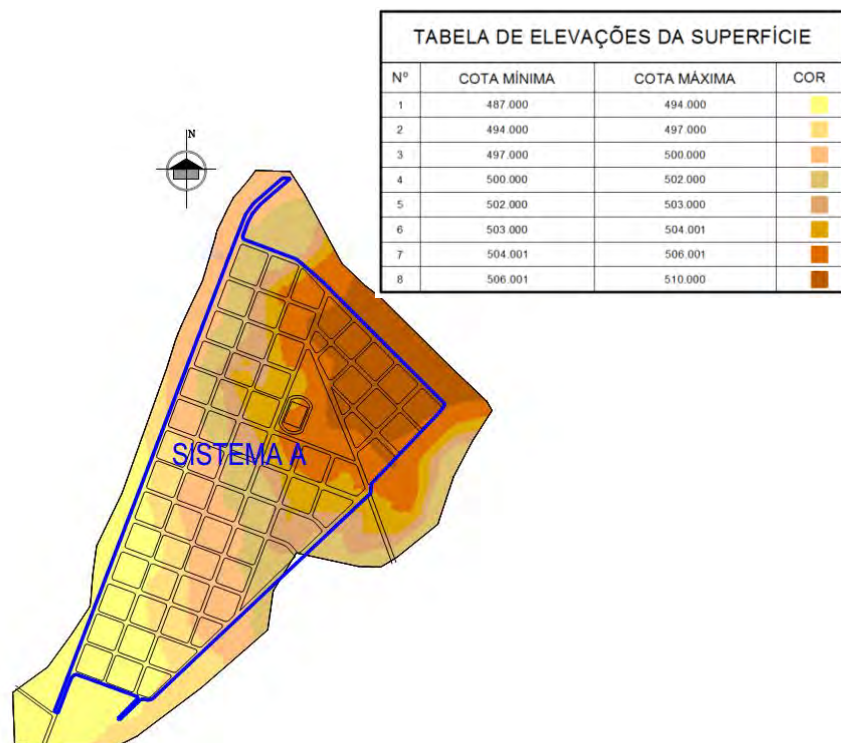 TABELA DE ELEVAÇÕES DA SUPERFÍCIE
Nº COTA MÍNIMA COTA MÁXIMA COR
1 487.000 494.000
2 494.000 497.000
3 497.000 500.000
4 500.000 502.000
5 502.000 503.000
6 503.000 504.001
7 504.001 506.001
8 506.001 510.000
N
SISTEMA A